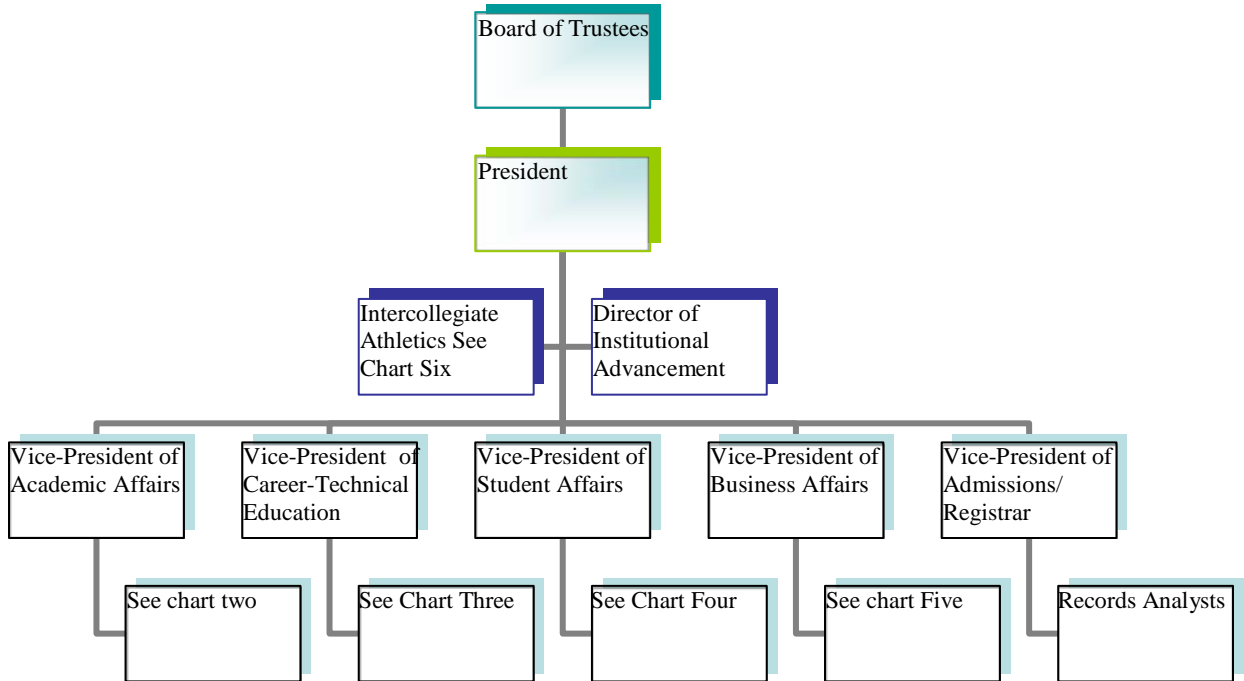 Board of Trustees
President
Intercollegiate
Athletics See
Chart Six
Director of
Institutional
Advancement
Vice-President of
Academic Affairs
Vice-President of
Career-Technical
Education
Vice-President of
Student Affairs
Vice-President of
Business Affairs
Vice-President of
Admissions/
Registrar
See chart two
See Chart Three
See Chart Four
See chart Five
Records Analysts